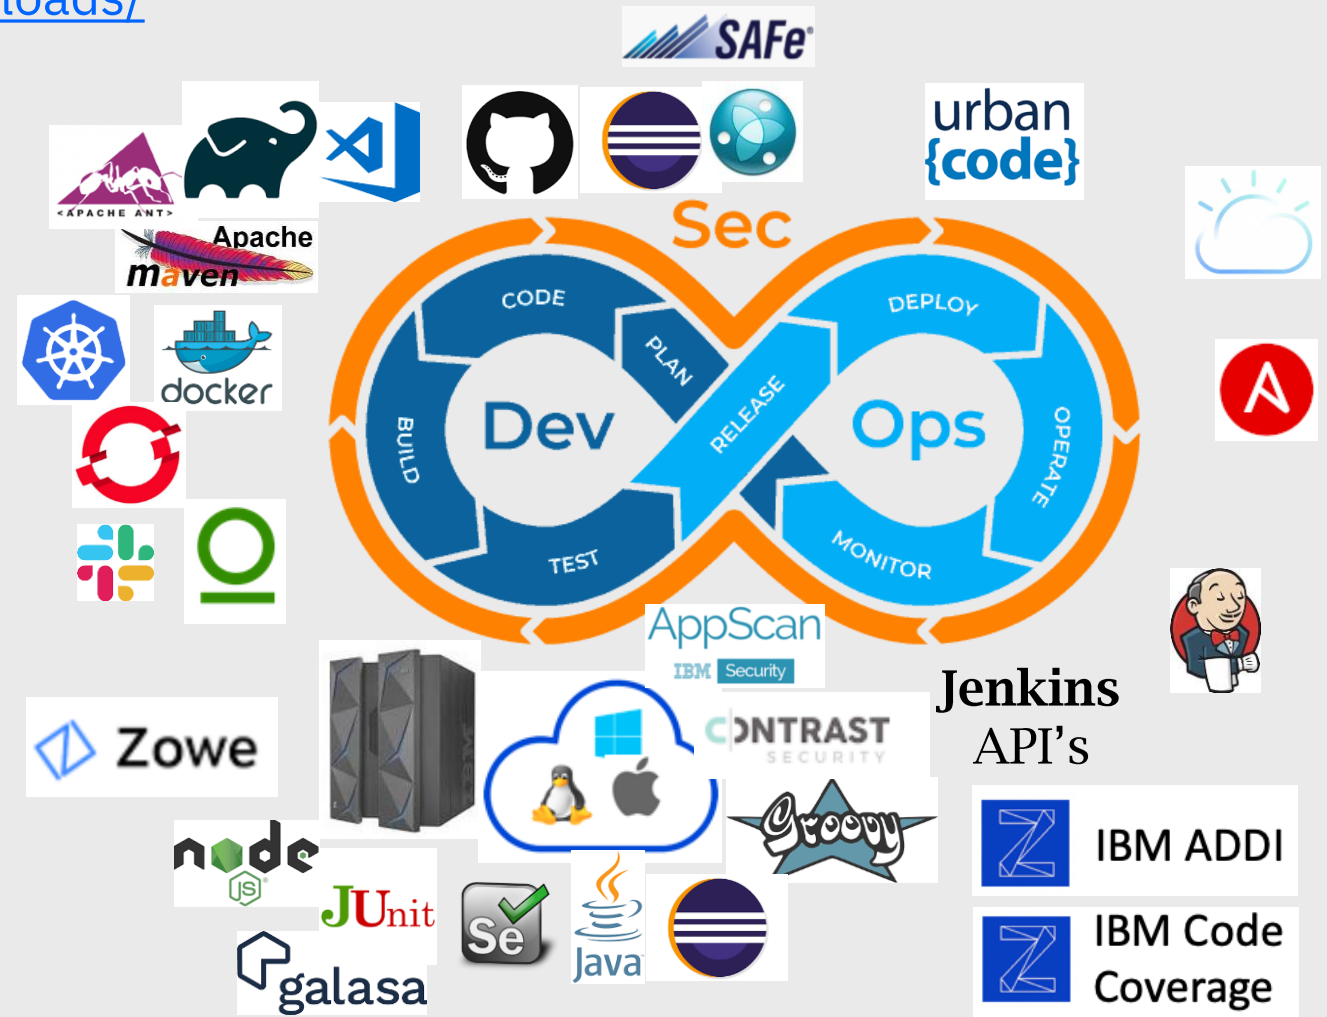 loads/
SAFe®
urban
{code}
<APACHE ANT>
Apache
maven
Sec
CODE
DEPLOY
PLAN
docker
RELEASE
Dev
Ops
BUILD
OPERATE
TEST
MONITOR
AppScan
IBM Security
Jenkins
API's
CONTRAST
SECURITY
Zowe
IBM
Groovy
node
JS
JUnit
Se
Java
galasa
IBM ADDI
IBM Code
Coverage